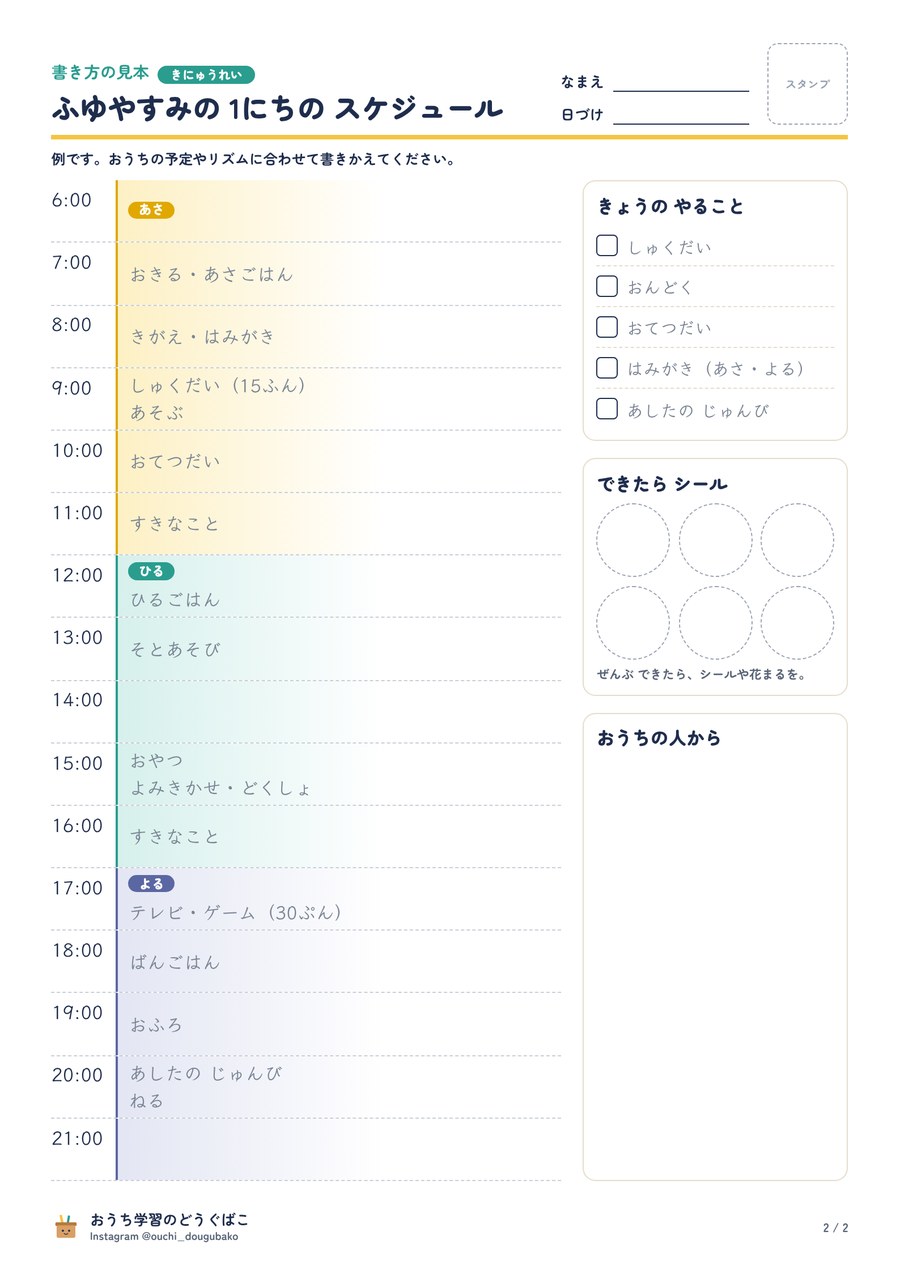 書き方の見本 きにゅうれい
ふゆやすみの 1にちの スケジュール
なまえ
日づけ
スタンプ
例です。おうちの予定やリズムに合わせて書きかえてください。
6:00
あさ
7:00
おきる・あさごはん
8:00
きがえ・はみがき
9:00
しゅくだい（15ふん）
あそぶ
10:00
おてつだい
11:00
すきなこと
12:00
ひる
ひるごはん
13:00
そとあそび
14:00
15:00
おやつ
よみきかせ・どくしょ
16:00
すきなこと
17:00
よる
テレビ・ゲーム（30ぷん）
18:00
ばんごはん
19:00
おふろ
20:00
あしたの じゅんび
ねる
21:00
きょうの やること
しゅくだい
おんどく
おてつだい
はみがき（あさ・よる）
あしたの じゅんび
できたら シール
ぜんぶ できたら、シールや花まるを。
おうちの人から
おうち学習のどうぐばこ
Instagram @ouchi_dougubako
2 / 2